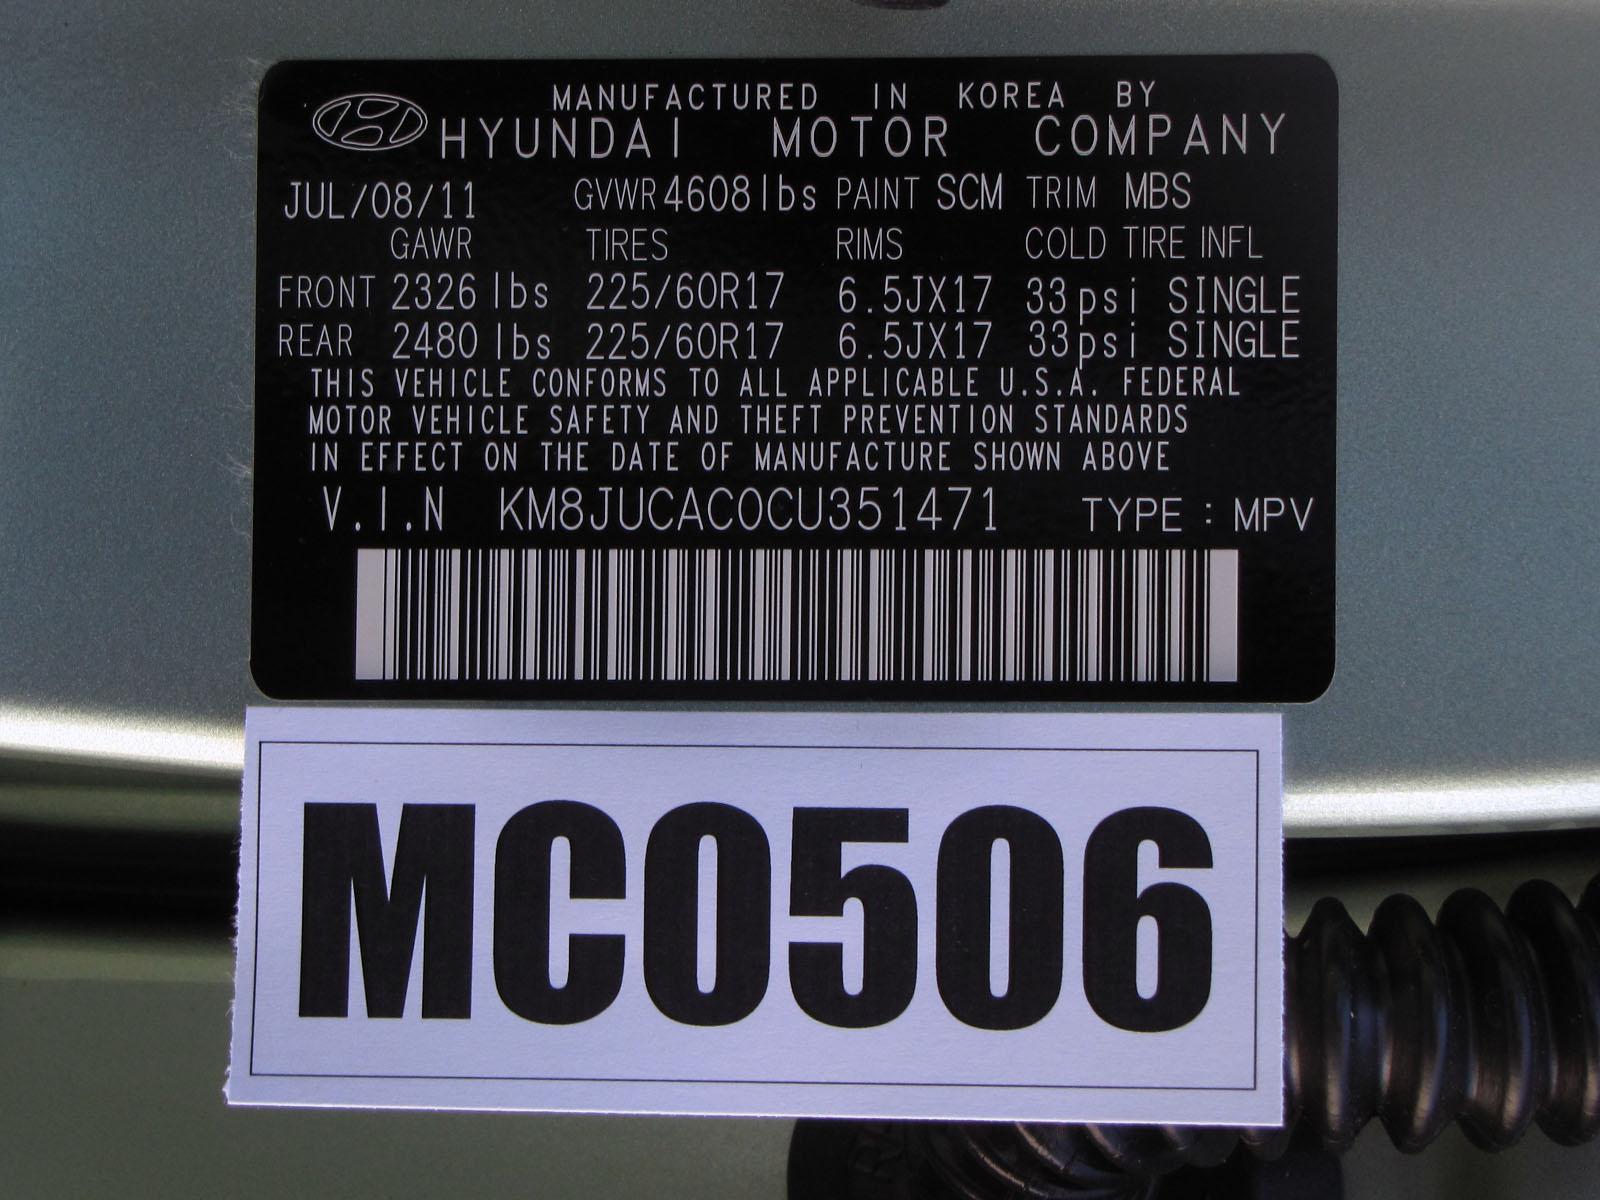 MANUFACTURED IN KOREA BY
HYUNDAI MOTOR COMPANY
JUL/08/11 GVWR 4608lbs PAINT SCM TRIM MBS
GAWR TIRES RIMS COLD TIRE INFL
FRONT 2326 lbs 225/60R17 6.5JX17 33psi SINGLE
REAR 2480 lbs 225/60R17 6.5JX17 33psi SINGLE
THIS VEHICLE CONFORMS TO ALL APPLICABLE U.S.A. FEDERAL
MOTOR VEHICLE SAFETY AND THEFT PREVENTION STANDARDS
IN EFFECT ON THE DATE OF MANUFACTURE SHOWN ABOVE
V.I.N KM8JUCAC0CU351471 TYPE : MPV
MC0506